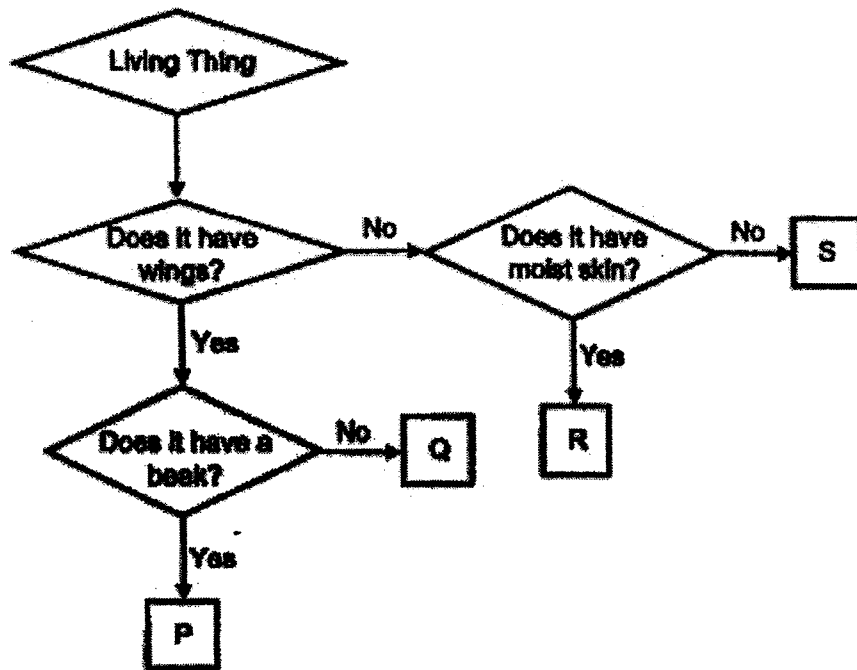 Living Thing
Does it have
wings?
No
Does it have
moist skin?
No
S
Yes
Yes
R
Does it have a
beak?
No
Q
Yes
P